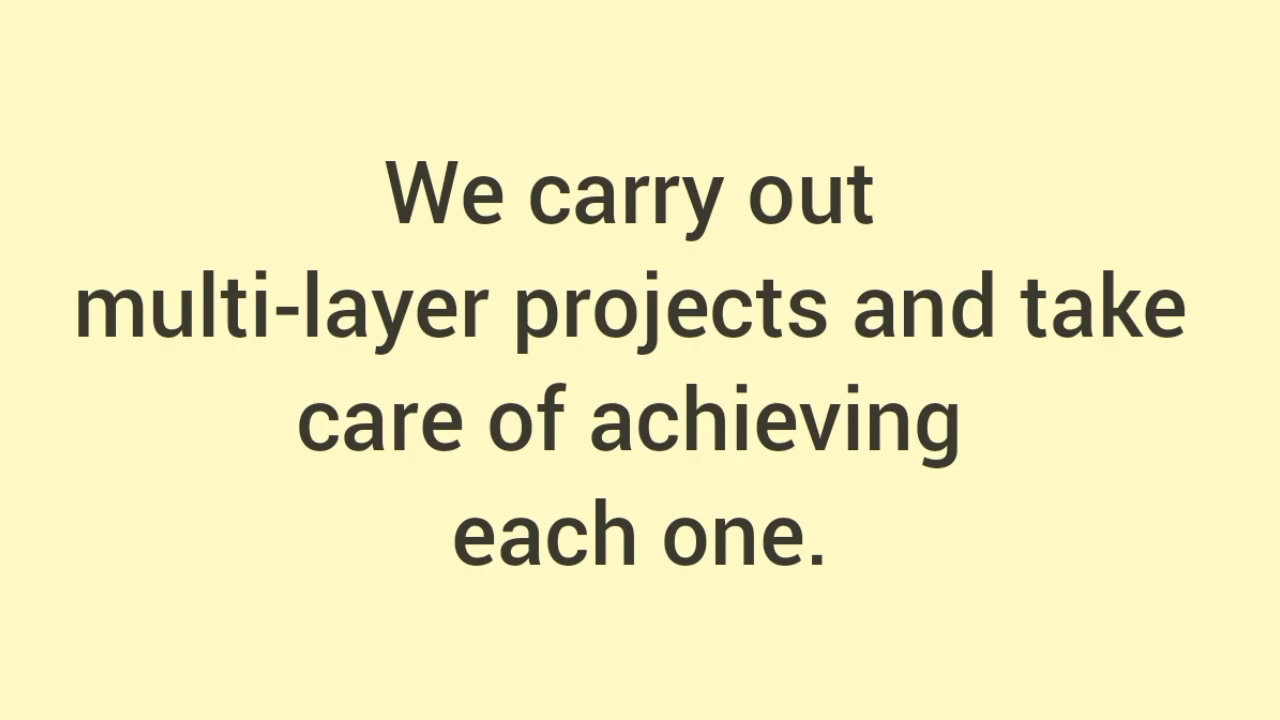 We carry out
multi-layer projects and take
care of achieving
each one.